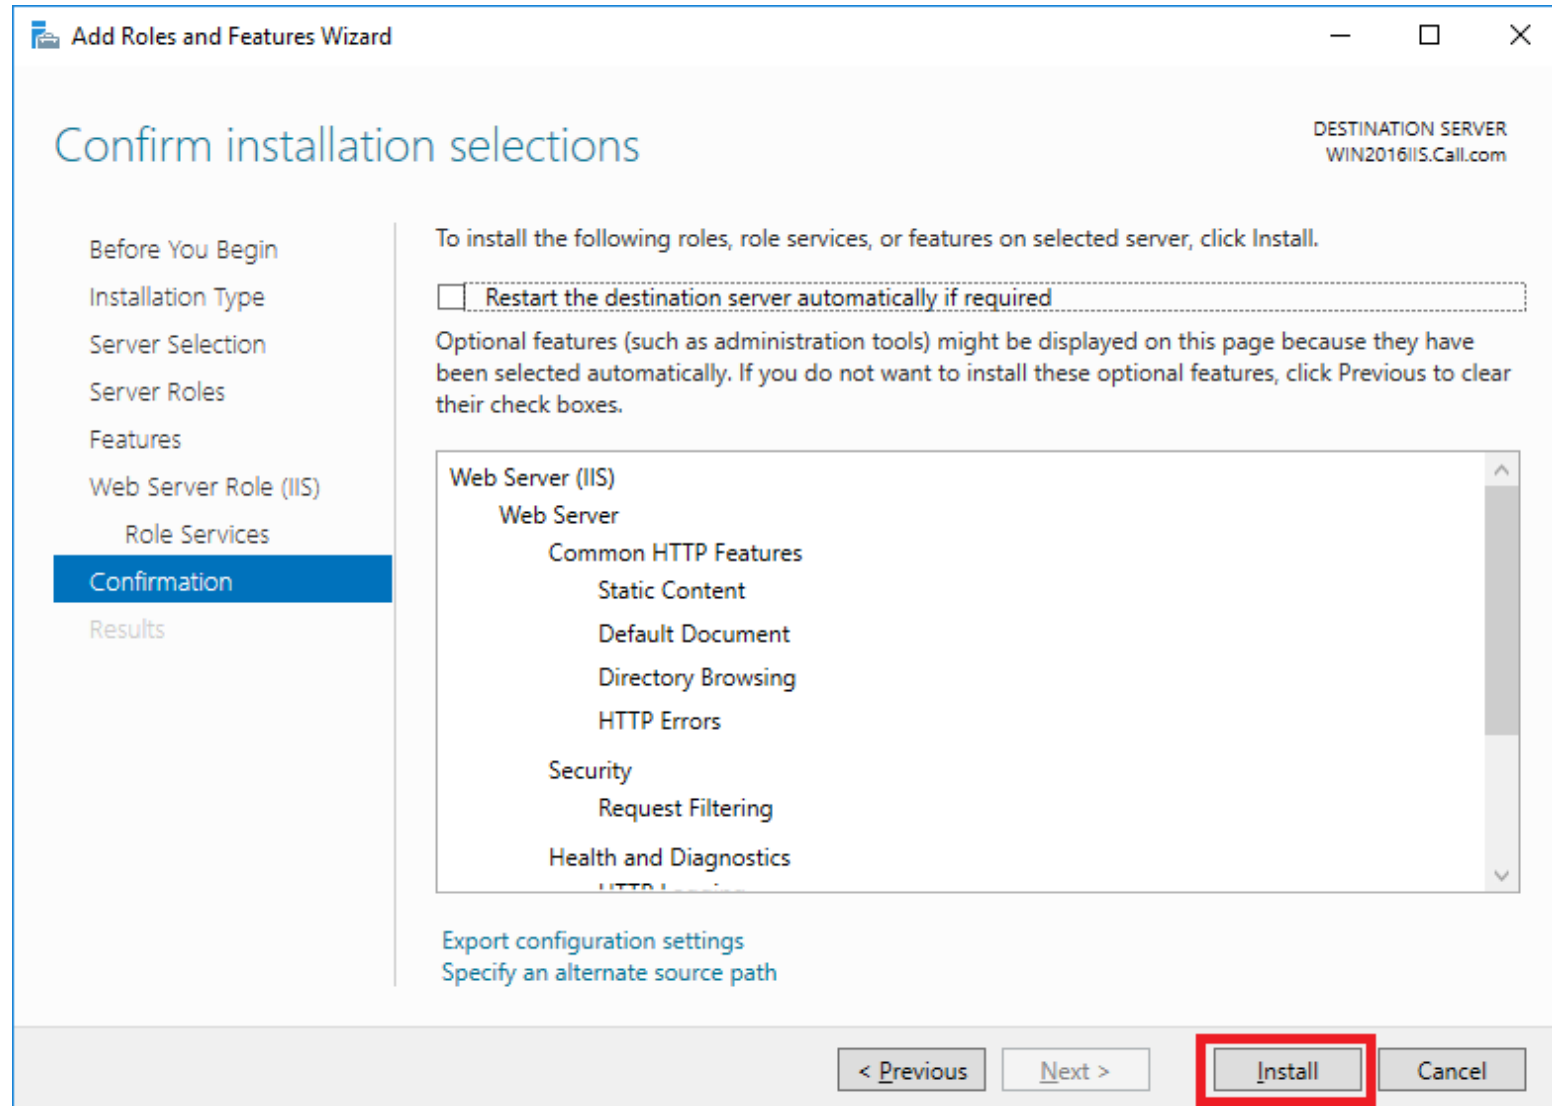 Add Roles and Features Wizard
Confirm installation selections
DESTINATION SERVER
WIN2016IIS.Call.com
Before You Begin
Installation Type
Server Selection
Server Roles
Features
Web Server Role (IIS)
Role Services
Confirmation
Results
To install the following roles, role services, or features on selected server, click Install.
Restart the destination server automatically if required
Optional features (such as administration tools) might be displayed on this page because they have
been selected automatically. If you do not want to install these optional features, click Previous to clear
their check boxes.
Web Server (IIS)
Web Server
Common HTTP Features
Static Content
Default Document
Directory Browsing
HTTP Errors
Security
Request Filtering
Health and Diagnostics
HTTP Logging
Export configuration settings
Specify an alternate source path
< Previous
Next >
Install
Cancel